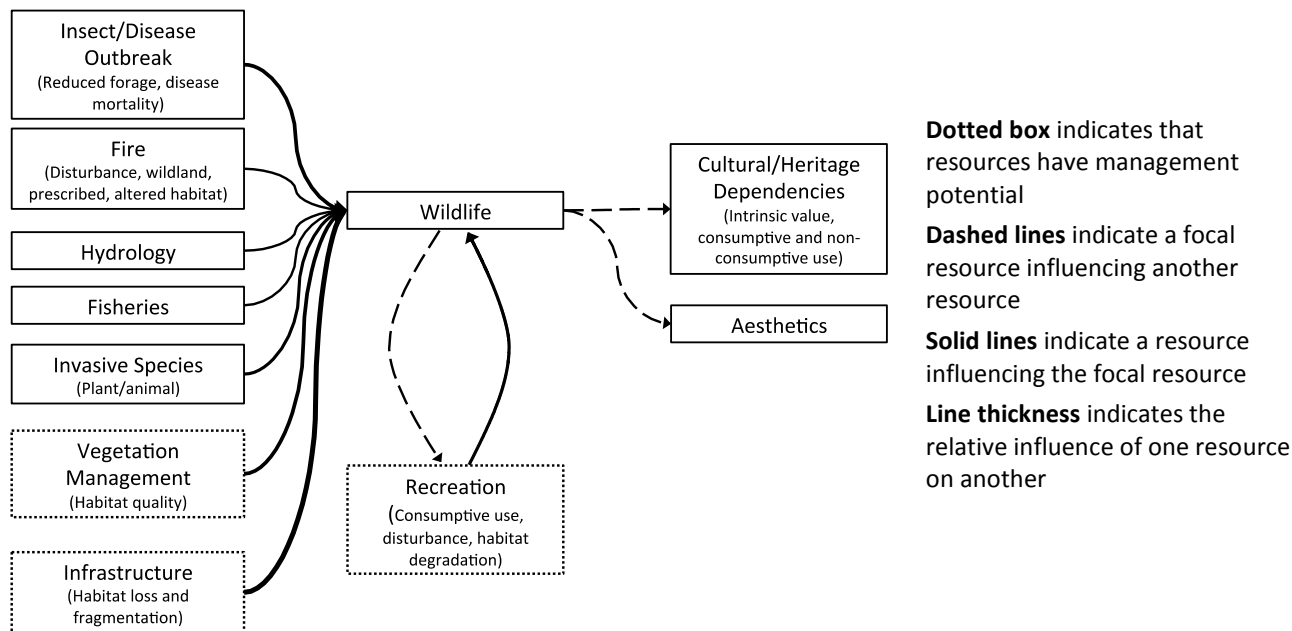 Insect/Disease
Outbreak
(Reduced forage, disease
mortality)
Fire
(Disturbance, wildland,
prescribed, altered habitat)
Hydrology
Fisheries
Invasive Species
(Plant/animal)
Vegetation
Management
(Habitat quality)
Infrastructure
(Habitat loss and
fragmentation)
Wildlife
Recreation
(Consumptive use,
disturbance, habitat
degradation)
Cultural/Heritage
Dependencies
(Intrinsic value,
consumptive and non-
consumptive use)
Aesthetics
Dotted box indicates that
resources have management
potential
Dashed lines indicate a focal
resource influencing another
resource
Solid lines indicate a resource
influencing the focal resource
Line thickness indicates the
relative influence of one resource
on another